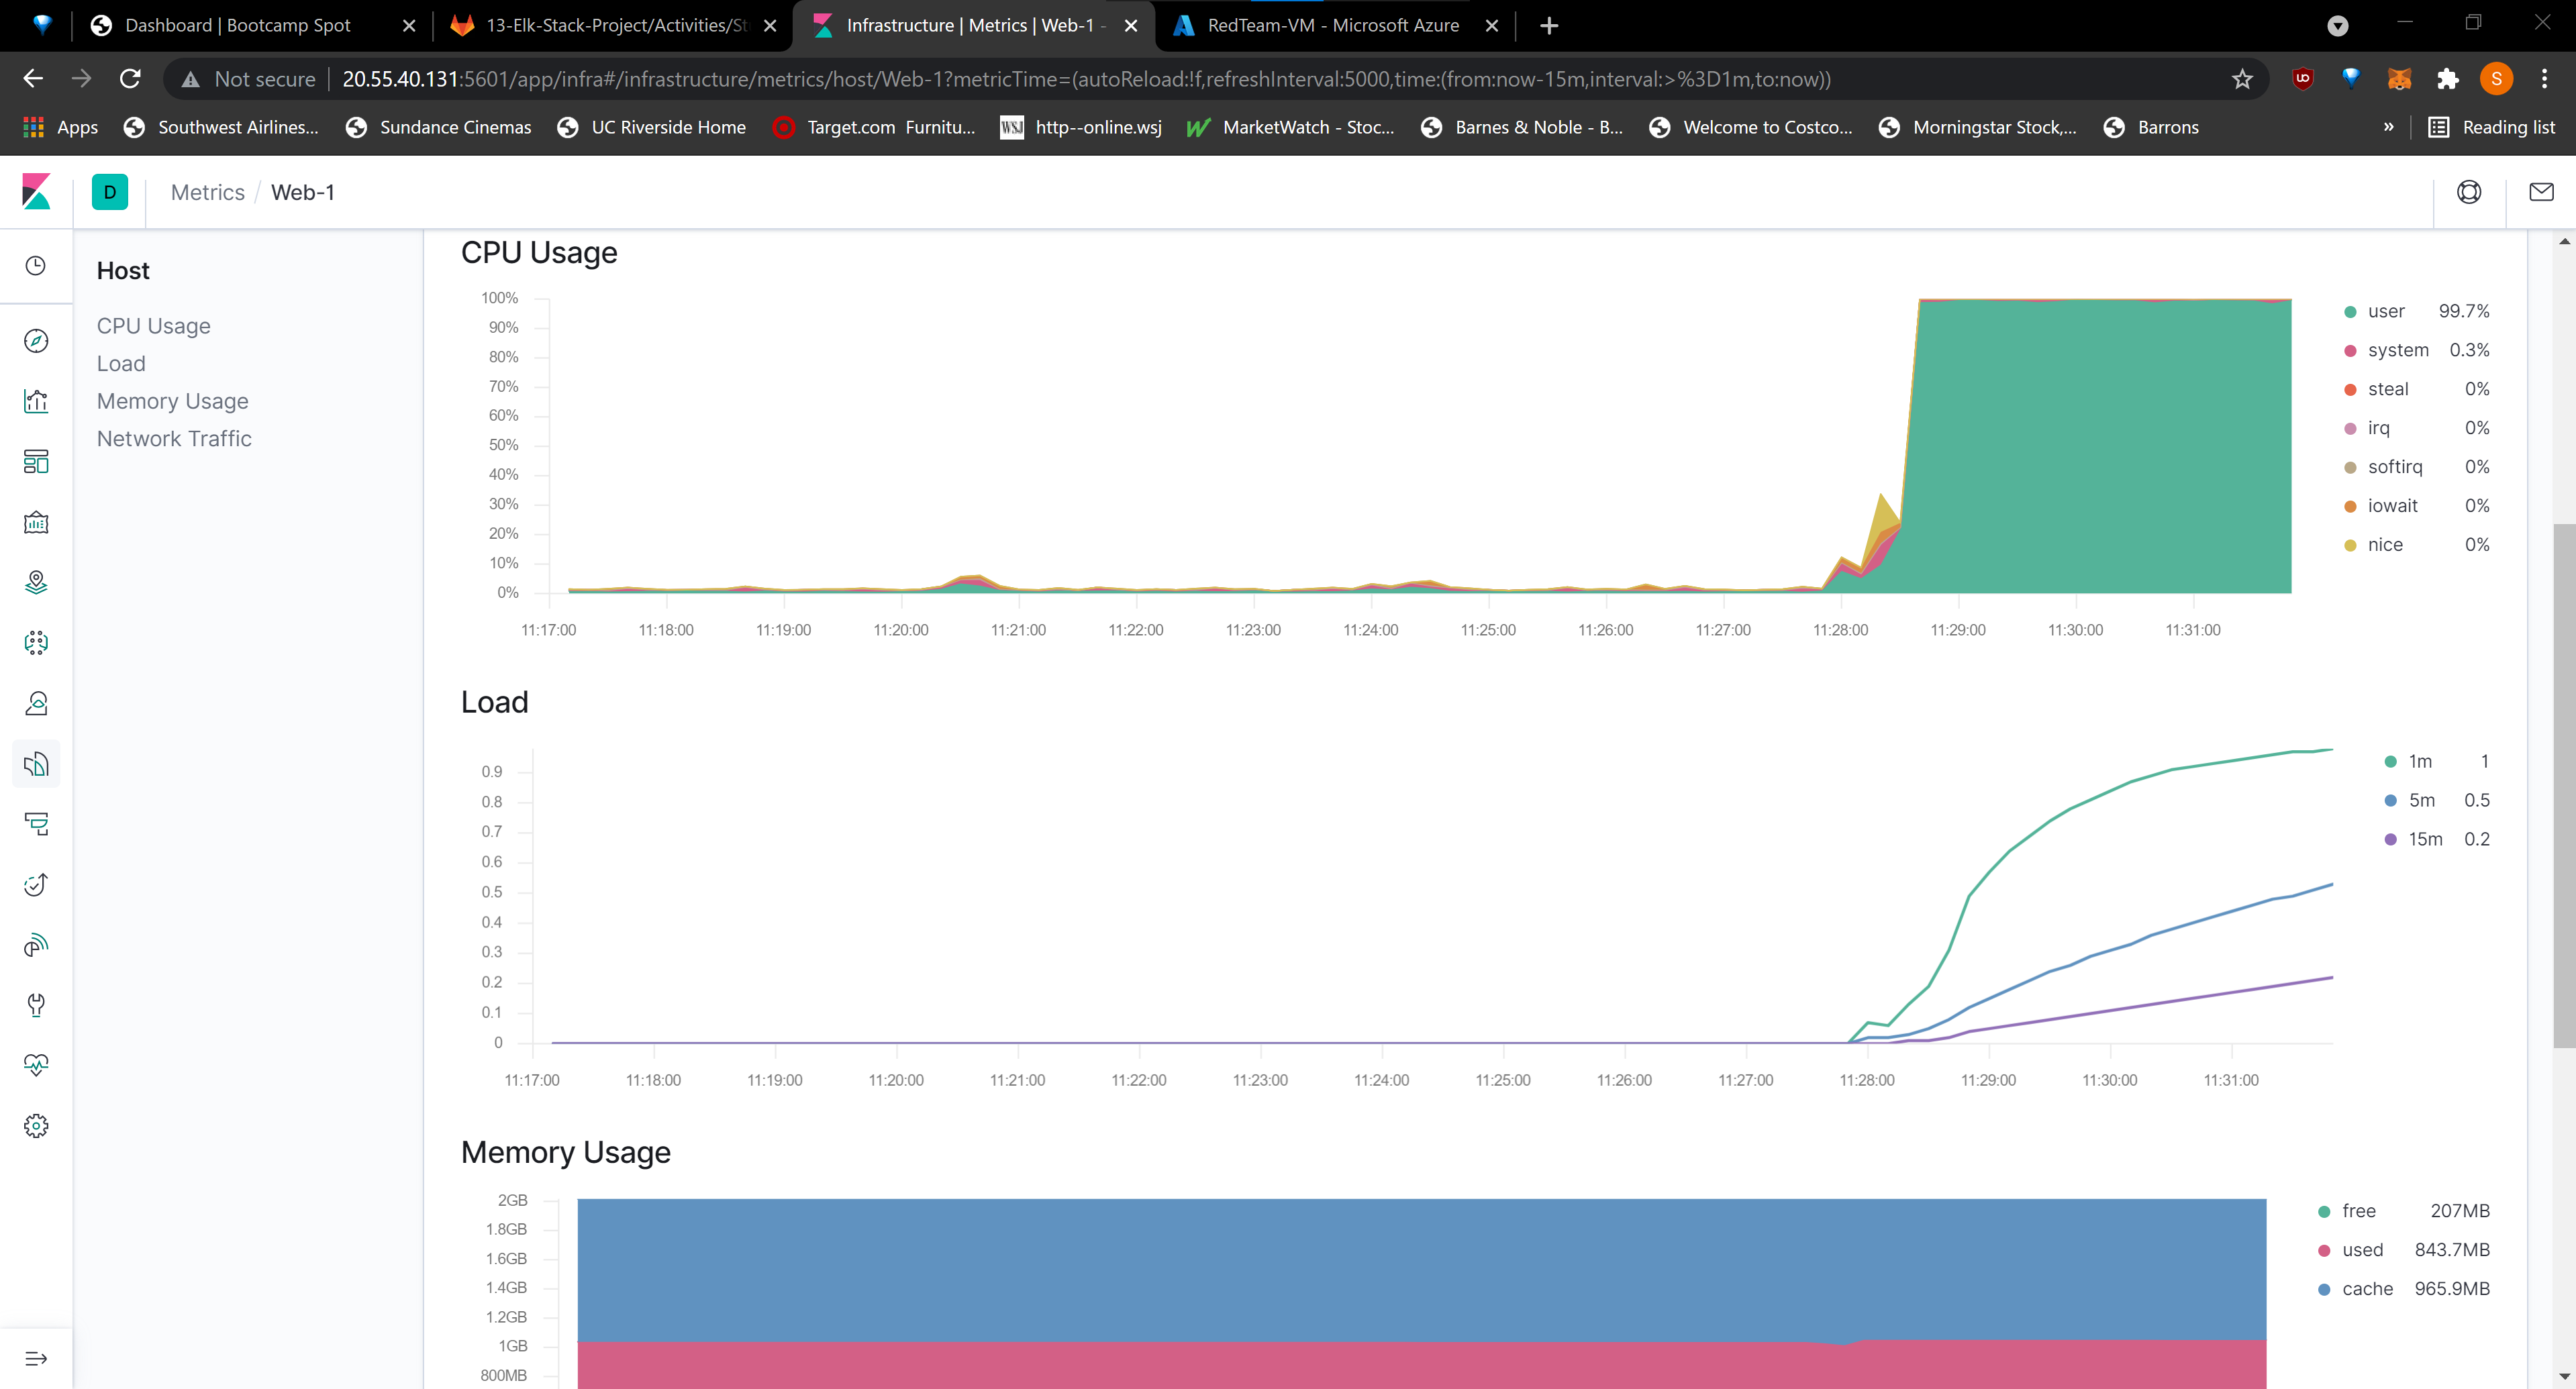 Dashboard | Bootcamp Spot
13-Elk-Stack-Project/Activities/St
Infrastructure | Metrics | Web-1 -
RedTeam-VM - Microsoft Azure
Not secure
20.55.40.131:5601/app/infra#/infrastructure/metrics/host/Web-1?metricTime=(autoReload:!f,refreshInterval:5000,time:(from:now-15m,interval:>%3D1m,to:now))
S
Apps
Southwest Airlines...
Sundance Cinemas
UC Riverside Home
Target.com Furnitu...
WSJ
http--online.wsj
MarketWatch - Stoc...
Barnes & Noble - B...
Welcome to Costco...
Morningstar Stock,...
Barrons
»
Reading list
D
Metrics / Web-1
Host
CPU Usage
Load
Memory Usage
Network Traffic
CPU Usage
100%
90%
80%
70%
60%
50%
40%
30%
20%
10%
0%
11:17:00 11:18:00 11:19:00 11:20:00 11:21:00 11:22:00 11:23:00 11:24:00 11:25:00 11:26:00 11:27:00 11:28:00 11:29:00 11:30:00 11:31:00
user 99.7%
system 0.3%
steal 0%
irq 0%
softirq 0%
iowait 0%
nice 0%
Load
0.9
0.8
0.7
0.6
0.5
0.4
0.3
0.2
0.1
0
11:17:00 11:18:00 11:19:00 11:20:00 11:21:00 11:22:00 11:23:00 11:24:00 11:25:00 11:26:00 11:27:00 11:28:00 11:29:00 11:30:00 11:31:00
1m 1
5m 0.5
15m 0.2
Memory Usage
2GB
1.8GB
1.6GB
1.4GB
1.2GB
1GB
800MB
free 207MB
used 843.7MB
cache 965.9MB